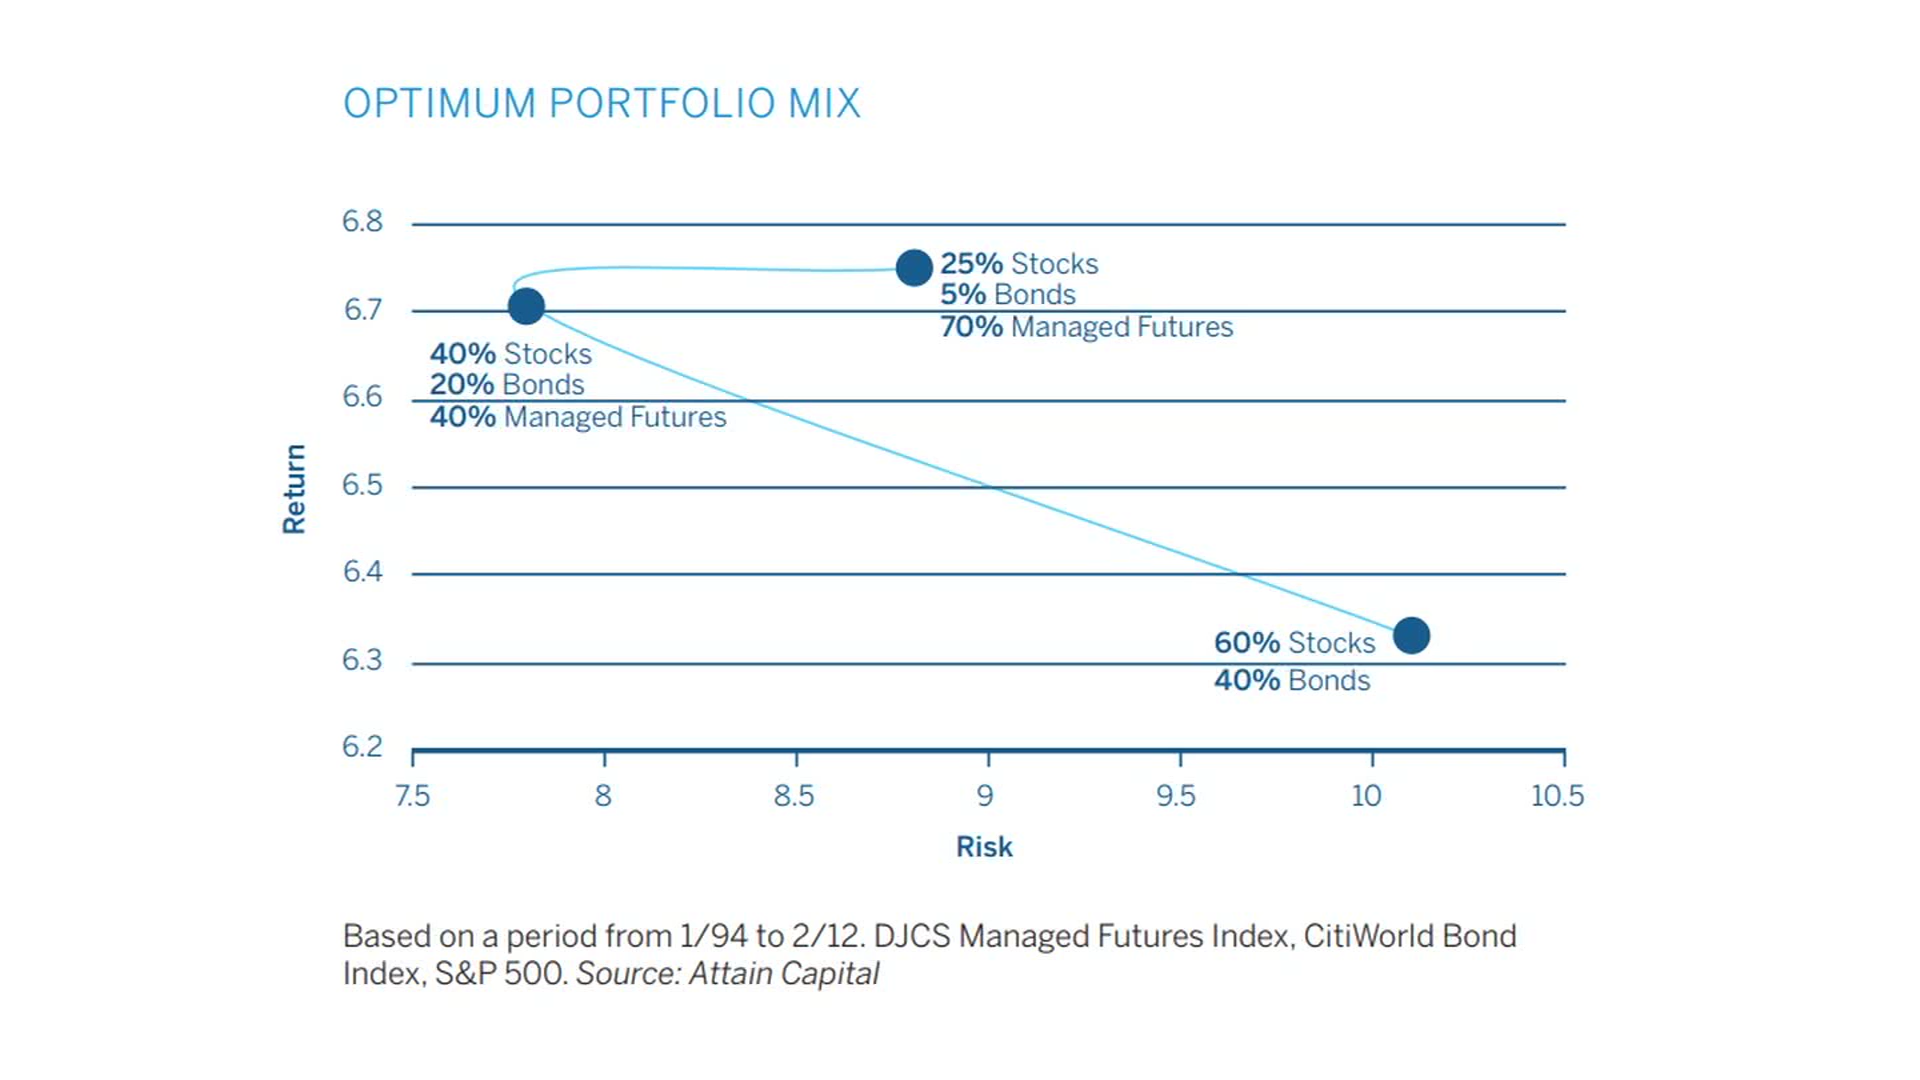 OPTIMUM PORTFOLIO MIX
6.8
25% Stocks
5% Bonds
6.7
70% Managed Futures
40% Stocks
20% Bonds
6.6
40% Managed Futures
Return
6.5
6.4
60% Stocks
6.3
40% Bonds
6.2
7.5 8 8.5 9 9.5 10 10.5
Risk
Based on a period from 1/94 to 2/12. DJCS Managed Futures Index, CitiWorld Bond
Index, S&P 500. Source: Attain Capital